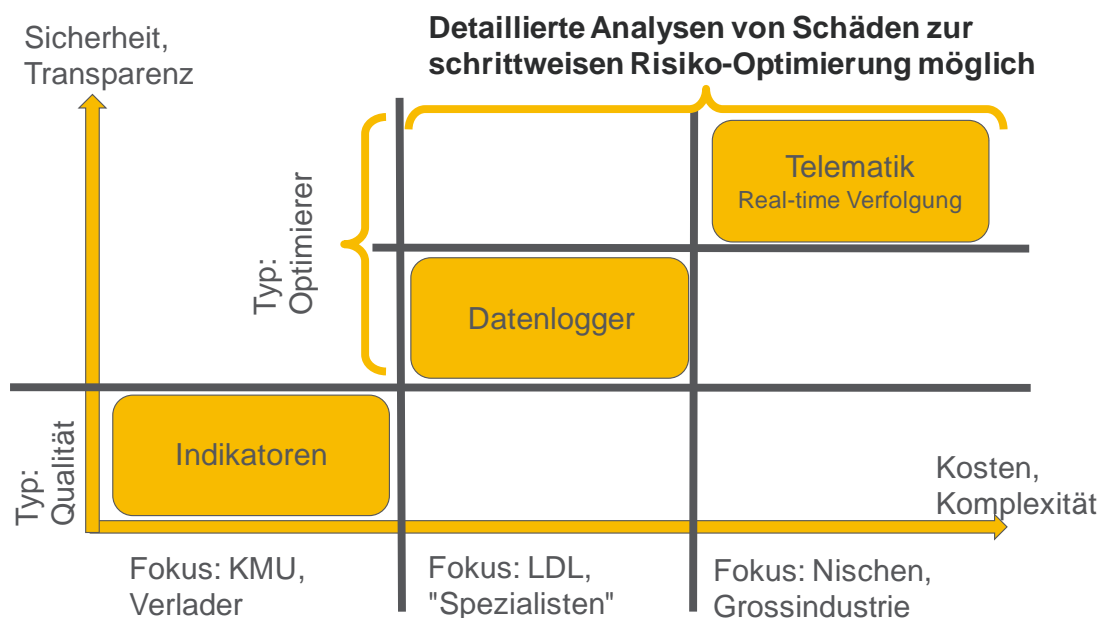 Sicherheit,
Transparenz
Detaillierte Analysen von Schäden zur
schrittweisen Risiko-Optimierung möglich
Telematik
Real-time Verfolgung
Typ:
Optimierer
Datenlogger
Typ:
Qualität
Indikatoren
Kosten,
Komplexität
Fokus: KMU,
Verlader
Fokus: LDL,
"Spezialisten"
Fokus: Nischen,
Grossindustrie